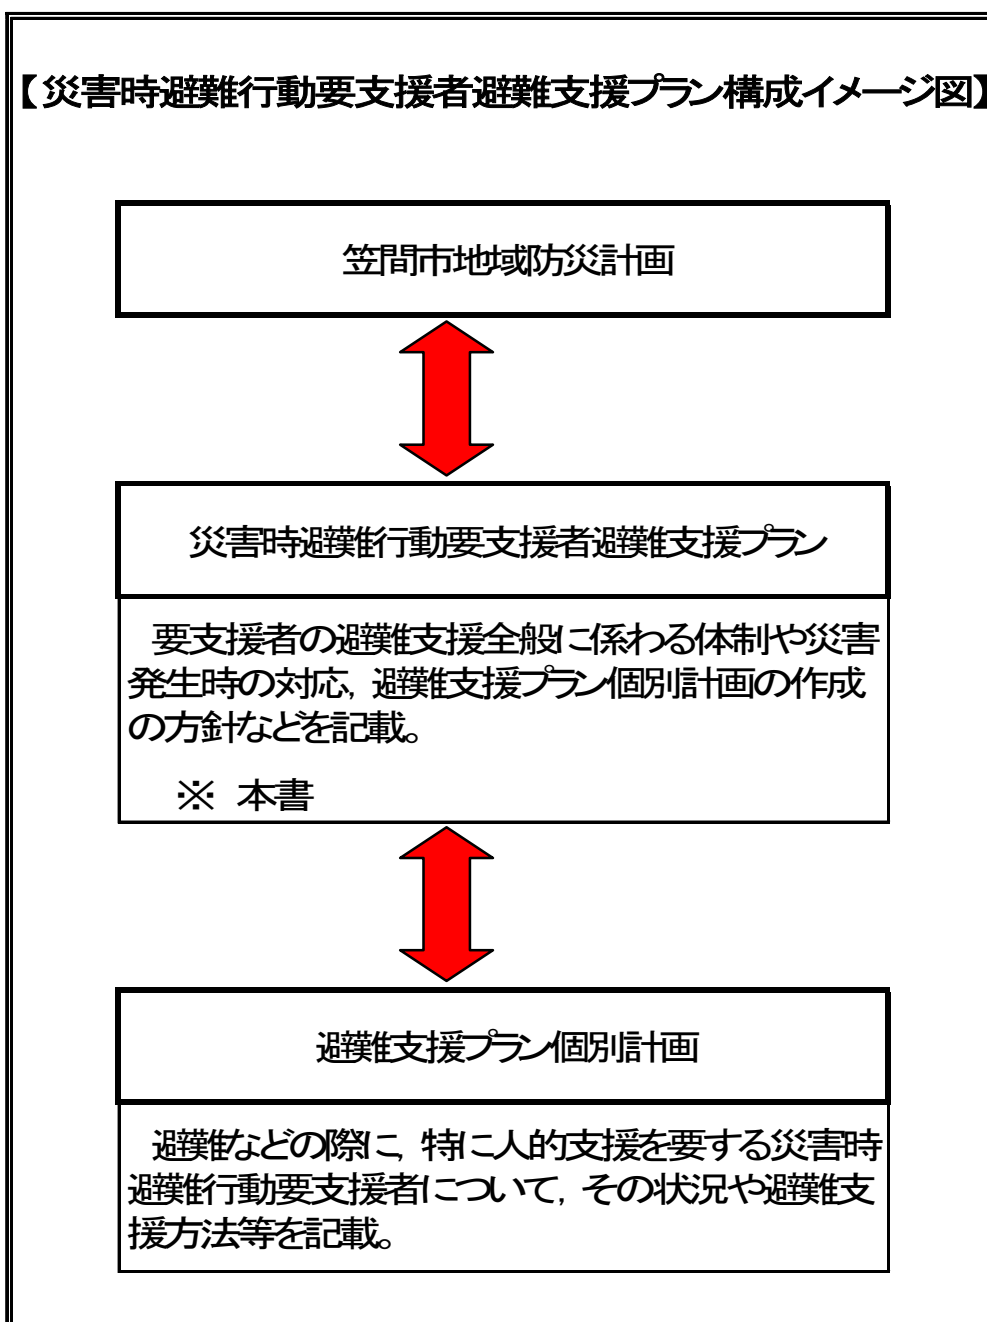 【災害時避難行動要支援者避難支援プラン構成イメージ図】
笠間市地域防災計画
災害時避難行動要支援者避難支援プラン
要支援者の避難支援全般に係わる体制や災害
発生時の対応,避難支援プラン個別計画の作成
の方針などを記載。
※ 本書
避難支援プラン個別計画
避難などの際に,特に人的支援を要する災害時
避難行動要支援者について,その状況や避難支
援方法等を記載。